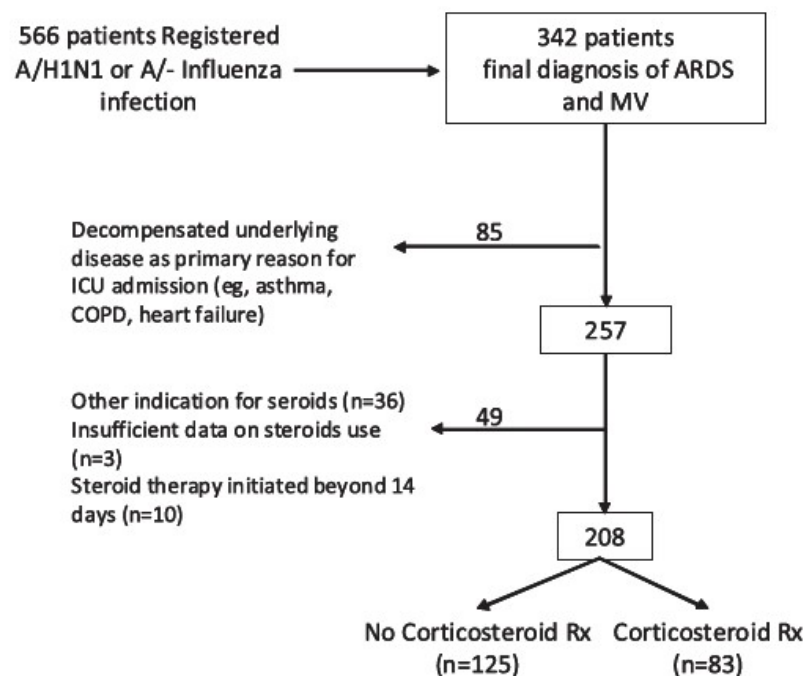 566 patients Registered
A/H1N1 or A/- Influenza
infection
342 patients
final diagnosis of ARDS
and MV
Decompensated underlying
disease as primary reason for
ICU admission (eg, asthma,
COPD, heart failure)
85
257
Other indication for seroids (n=36)
Insufficient data on steroids use
(n=3)
Steroid therapy initiated beyond 14
days (n=10)
49
208
No Corticosteroid Rx
(n=125)
Corticosteroid Rx
(n=83)